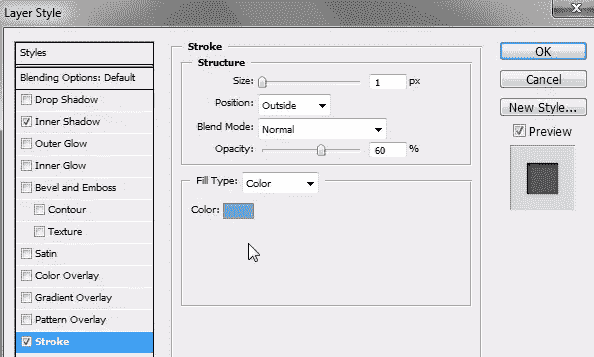 Layer Style
X
Styles
Blending Options: Default
Drop Shadow
Inner Shadow
Outer Glow
Inner Glow
Bevel and Emboss
Contour
Texture
Satin
Color Overlay
Gradient Overlay
Pattern Overlay
Stroke
Stroke
Structure
Size: 1 px
Position: Outside
Blend Mode: Normal
Opacity: 60 %
Fill Type: Color
Color:
OK
Cancel
New Style...
Preview